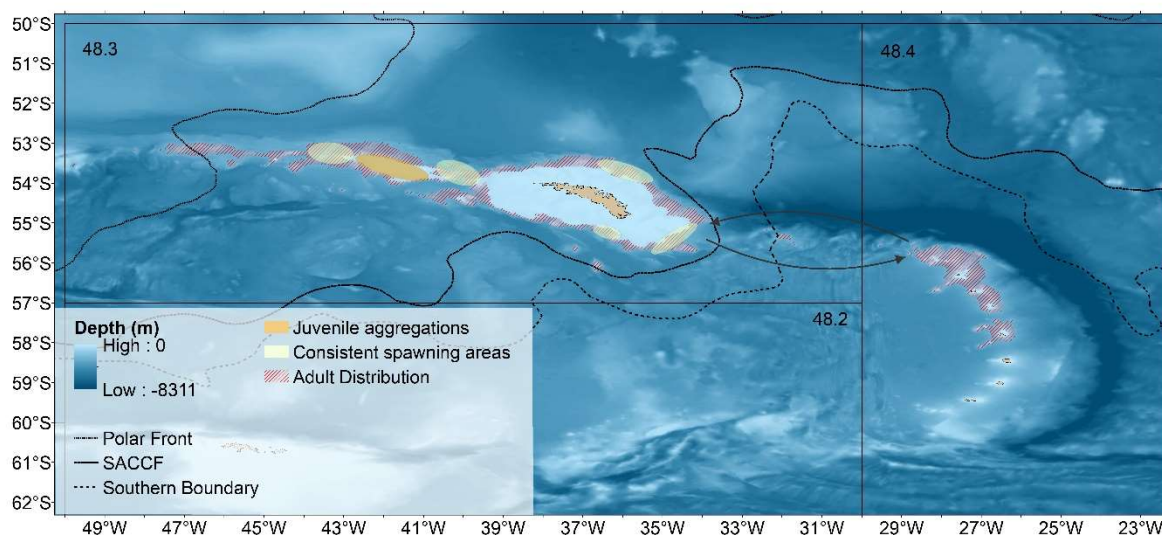 50°S
51°S
52°S
53°S
54°S
55°S
56°S
57°S
58°S
59°S
60°S
61°S
62°S
48.3
48.4
48.2
Depth (m)
High : 0
Low : -8311
Juvenile aggregations
Consistent spawning areas
Adult Distribution
Polar Front
SACCF
Southern Boundary
49°W 47°W 45°W 43°W 41°W 39°W 37°W 35°W 33°W 31°W 29°W 27°W 25°W 23°W